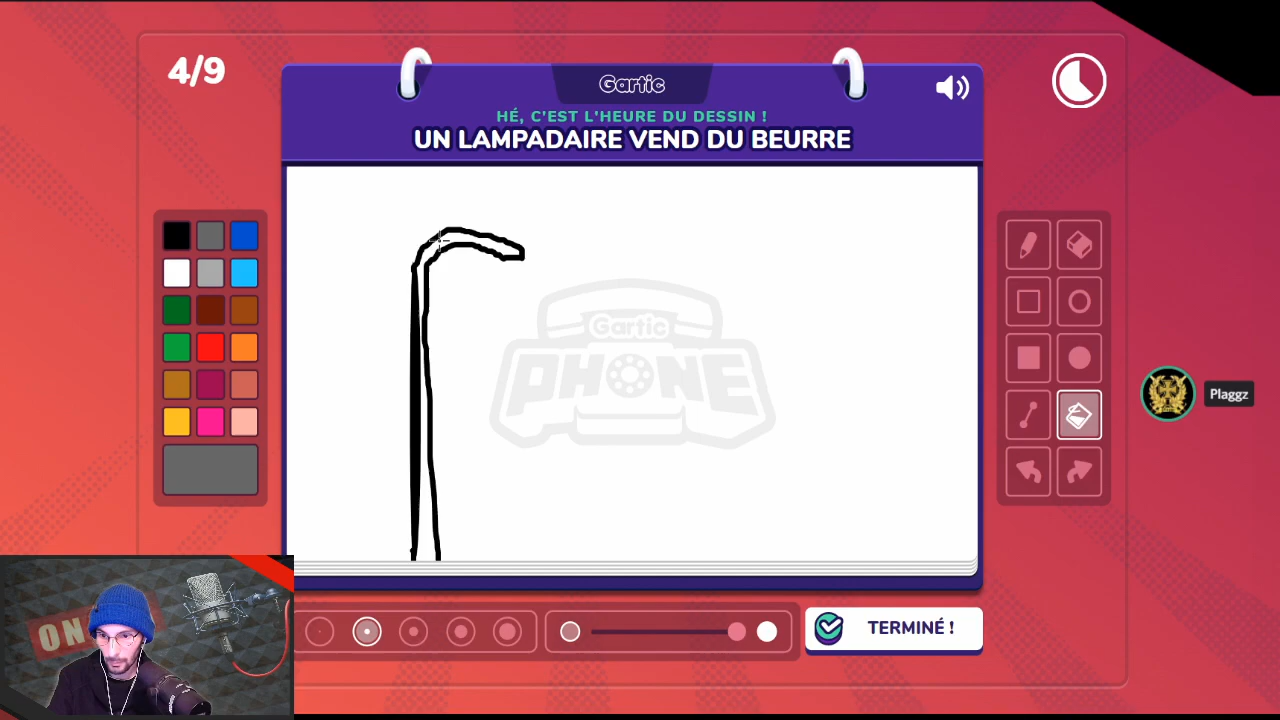 4/9
Gartic
HÉ, C'EST L'HEURE DU DESSIN !
UN LAMPADAIRE VEND DU BEURRE
Gartic
PHONE
Plaggz
ON
TERMINÉ !